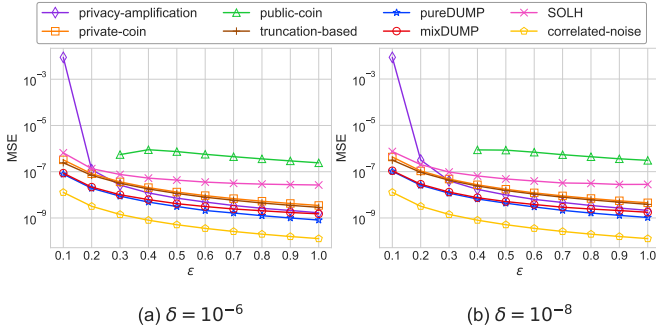 privacy-amplification public-coin pureDUMP SOLH
private-coin truncation-based mixDUMP correlated-noise
10⁻³
10⁻⁵
10⁻⁷
10⁻⁹
MSE
0.1 0.2 0.3 0.4 0.5 0.6 0.7 0.8 0.9 1.0
ε
(a) δ = 10⁻⁶
10⁻³
10⁻⁵
10⁻⁷
10⁻⁹
MSE
0.1 0.2 0.3 0.4 0.5 0.6 0.7 0.8 0.9 1.0
ε
(b) δ = 10⁻⁸